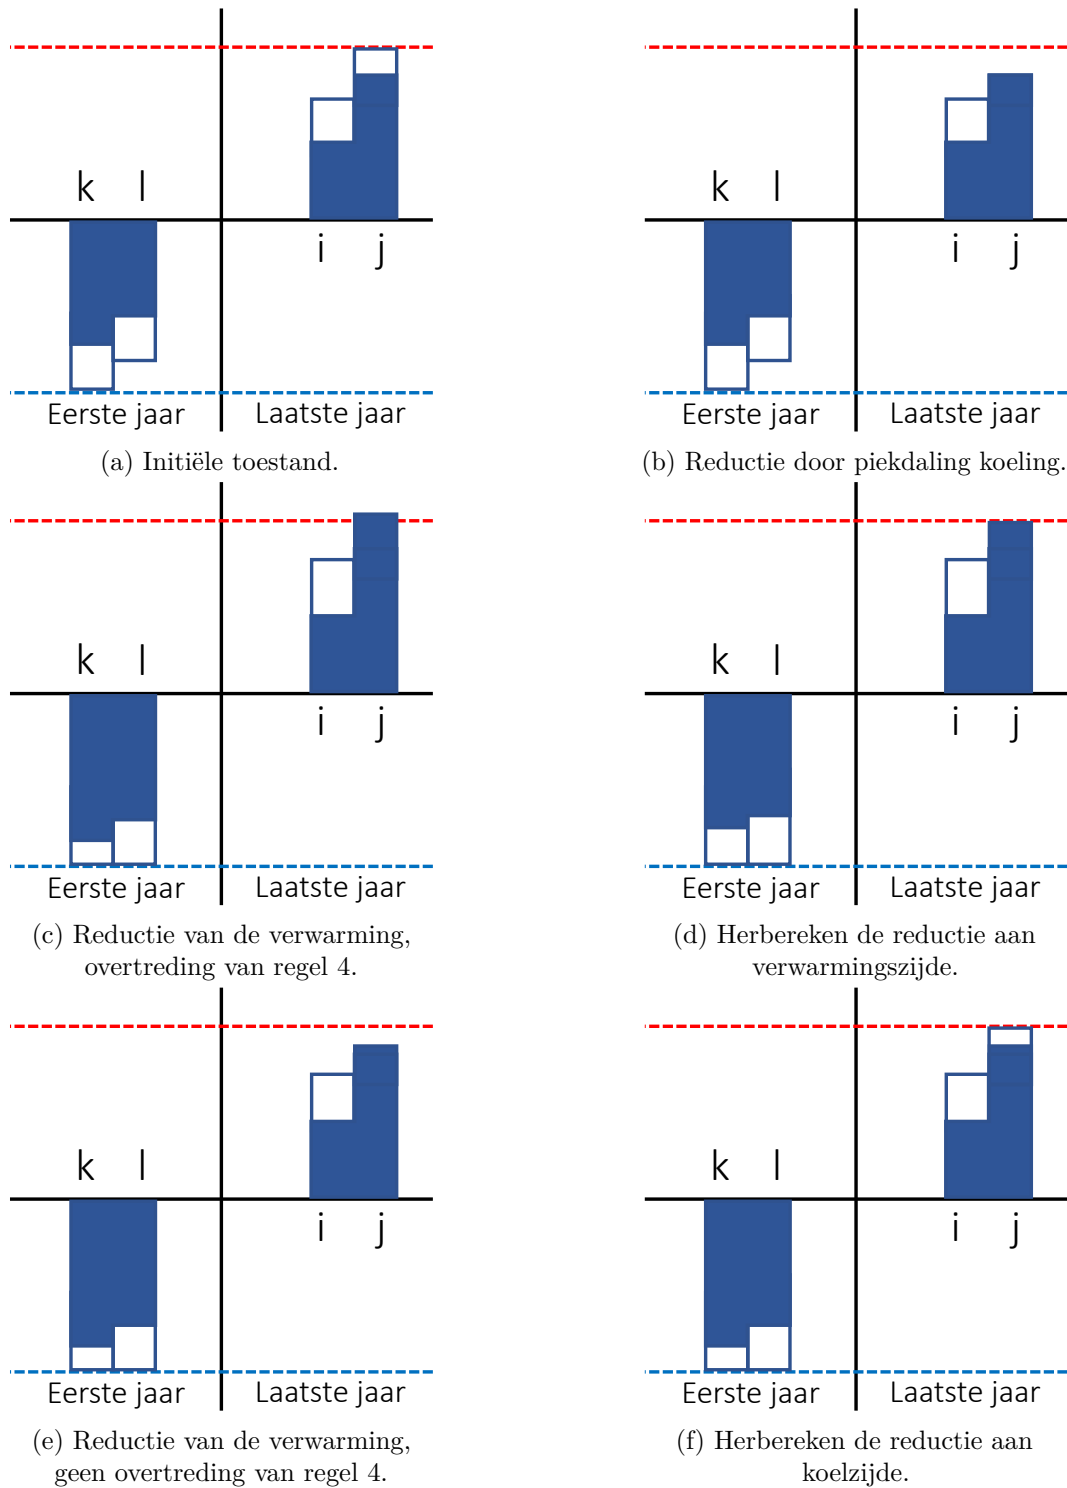 k l
i j
Eerste jaar Laatste jaar
(a) Initiële toestand.
k l
i j
Eerste jaar Laatste jaar
(b) Reductie door piekdaling koeling.
k l
i j
Eerste jaar Laatste jaar
(c) Reductie van de verwarming,
overtreding van regel 4.
k l
i j
Eerste jaar Laatste jaar
(d) Herbereken de reductie aan
verwarmingszijde.
k l
i j
Eerste jaar Laatste jaar
(e) Reductie van de verwarming,
geen overtreding van regel 4.
k l
i j
Eerste jaar Laatste jaar
(f) Herbereken de reductie aan
koelzijde.